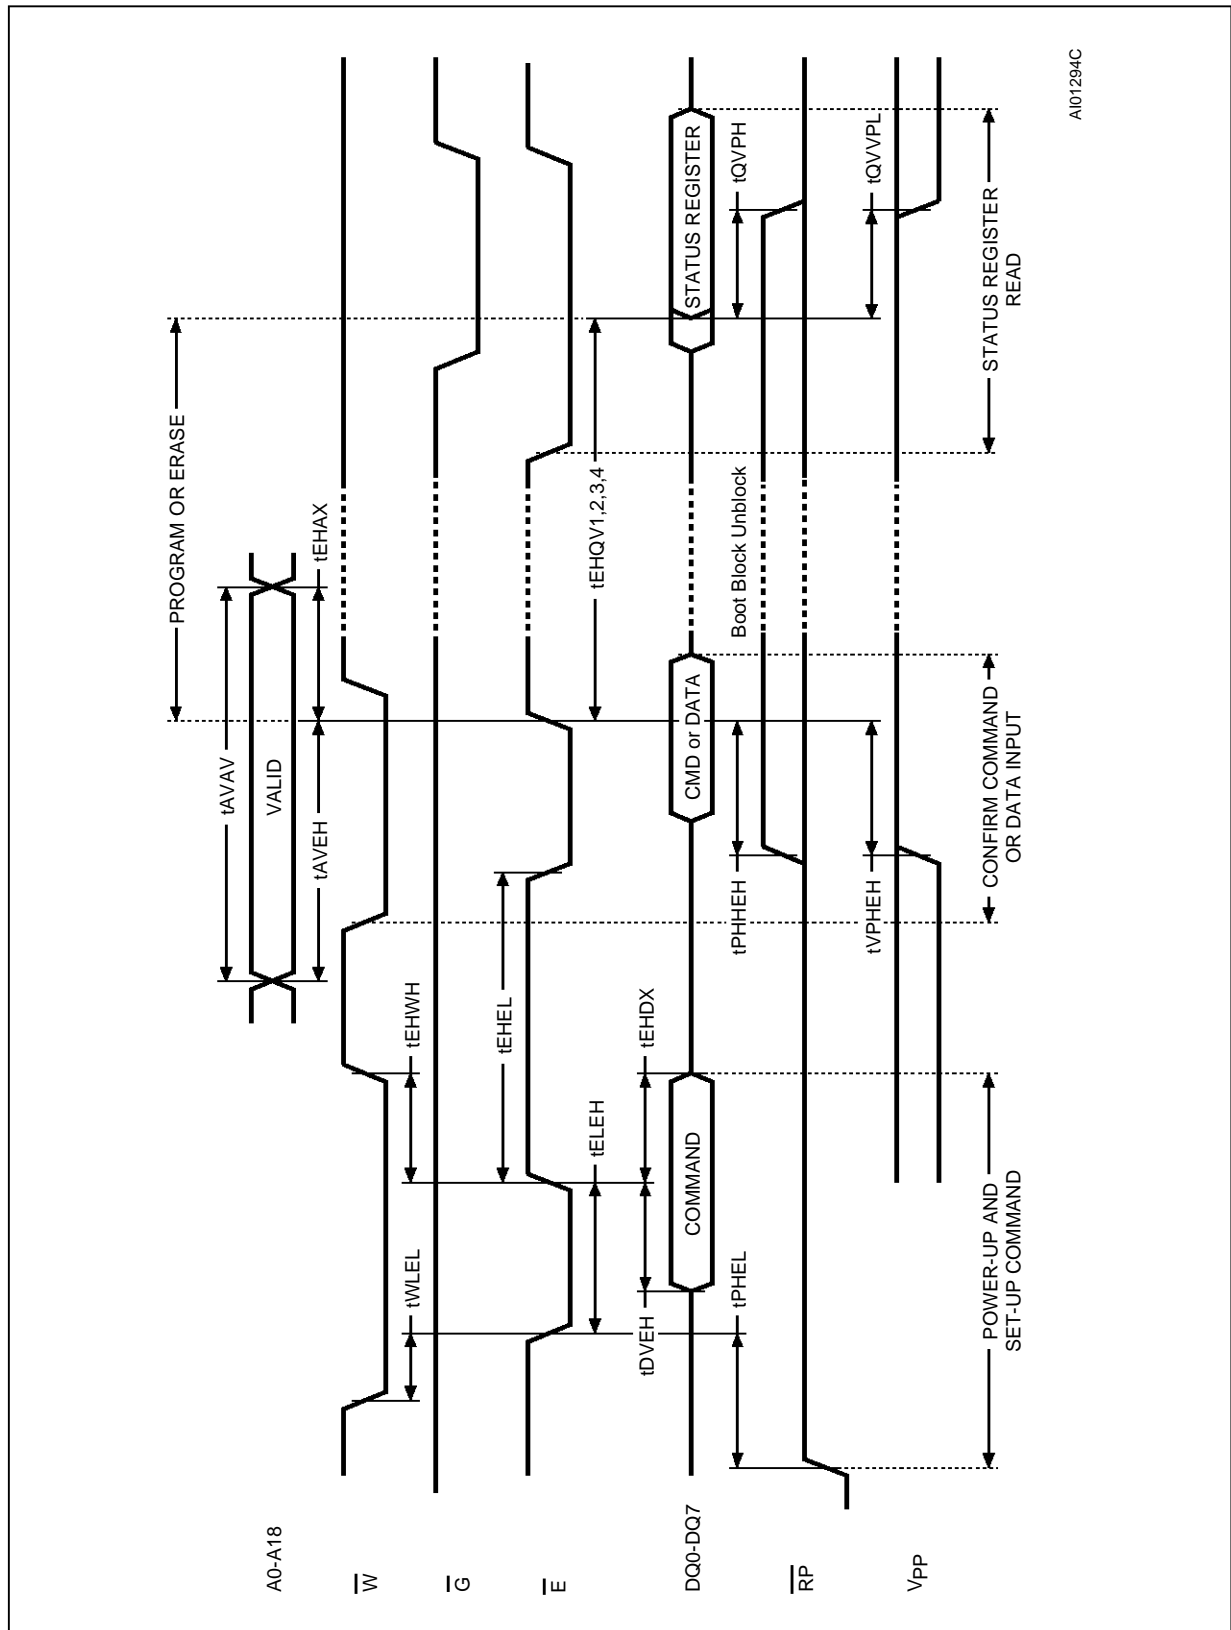 PROGRAM OR ERASE
tAVAV
A0-A18
VALID
tAVEH
tEHAX
W
tWLEL
tEHWH
G
tEHEL
E
tELEH
tEHQV1,2,3,4
tDVEH
tEHDX
DQ0-DQ7
COMMAND
CMD or DATA
STATUS REGISTER
tPHEL
tPHHEH
Boot Block Unblock
tQVPH
RP
tVPHEH
tQVVPL
VPP
POWER-UP AND
SET-UP COMMAND
CONFIRM COMMAND
OR DATA INPUT
STATUS REGISTER
READ
AI01294C